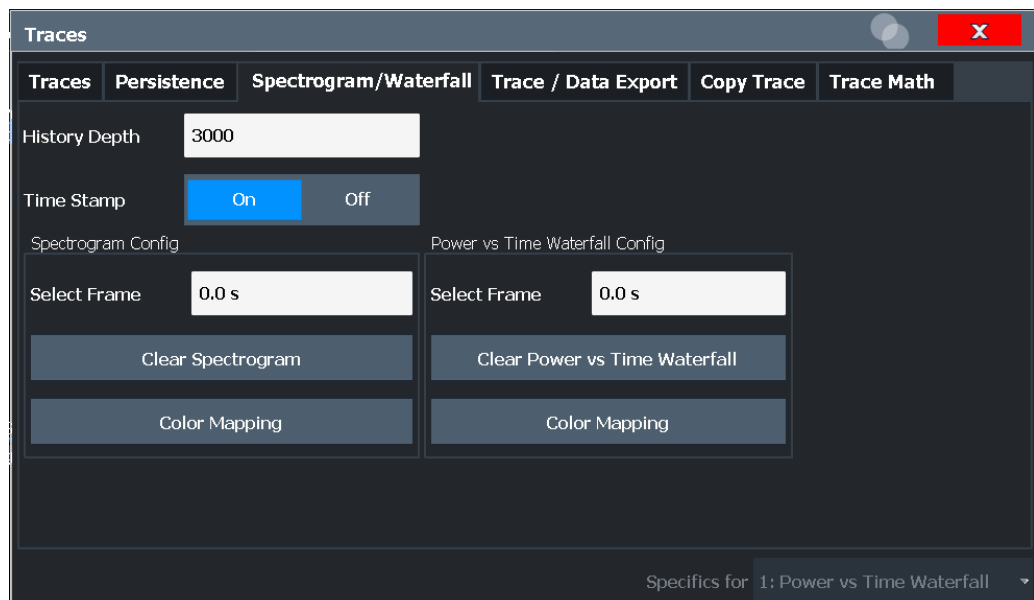 Traces
X
Traces Persistence Spectrogram/Waterfall Trace / Data Export Copy Trace Trace Math
History Depth 3000
Time Stamp On Off
Spectrogram Config Power vs Time Waterfall Config
Select Frame 0.0 s Select Frame 0.0 s
Clear Spectrogram Clear Power vs Time Waterfall
Color Mapping Color Mapping
Specifics for 1: Power vs Time Waterfall